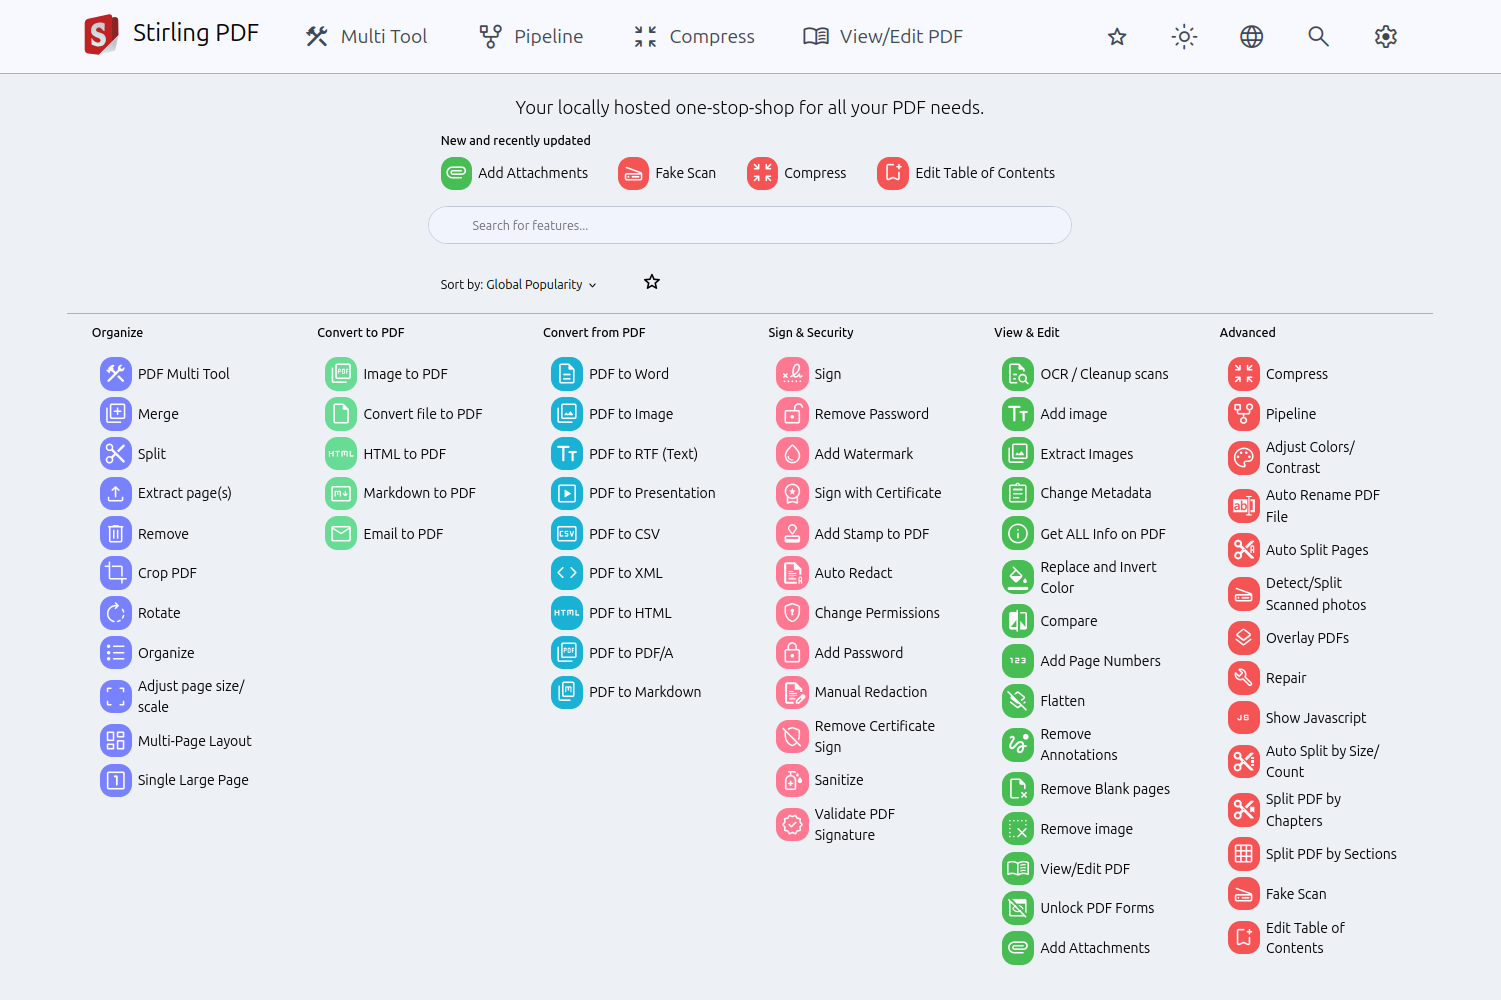 Stirling PDF
Multi Tool
Pipeline
Compress
View/Edit PDF
Your locally hosted one-stop-shop for all your PDF needs.
New and recently updated
Add Attachments
Fake Scan
Compress
Edit Table of Contents
Search for features...
Sort by: Global Popularity
Organize
PDF Multi Tool
Merge
Split
Extract page(s)
Remove
Crop PDF
Rotate
Organize
Adjust page size/
scale
Multi-Page Layout
Single Large Page
Convert to PDF
Image to PDF
Convert file to PDF
HTML to PDF
Markdown to PDF
Email to PDF
Convert from PDF
PDF to Word
PDF to Image
PDF to RTF (Text)
PDF to Presentation
PDF to CSV
PDF to XML
PDF to HTML
PDF to PDF/A
PDF to Markdown
Sign & Security
Sign
Remove Password
Add Watermark
Sign with Certificate
Add Stamp to PDF
Auto Redact
Change Permissions
Add Password
Manual Redaction
Remove Certificate
Sign
Sanitize
Validate PDF
Signature
View & Edit
OCR / Cleanup scans
Add image
Extract Images
Change Metadata
Get ALL Info on PDF
Replace and Invert
Color
Compare
Add Page Numbers
Flatten
Remove
Annotations
Remove Blank pages
Remove image
View/Edit PDF
Unlock PDF Forms
Add Attachments
Advanced
Compress
Pipeline
Adjust Colors/
Contrast
Auto Rename PDF
File
Auto Split Pages
Detect/Split
Scanned photos
Overlay PDFs
Repair
Show Javascript
Auto Split by Size/
Count
Split PDF by
Chapters
Split PDF by Sections
Fake Scan
Edit Table of
Contents